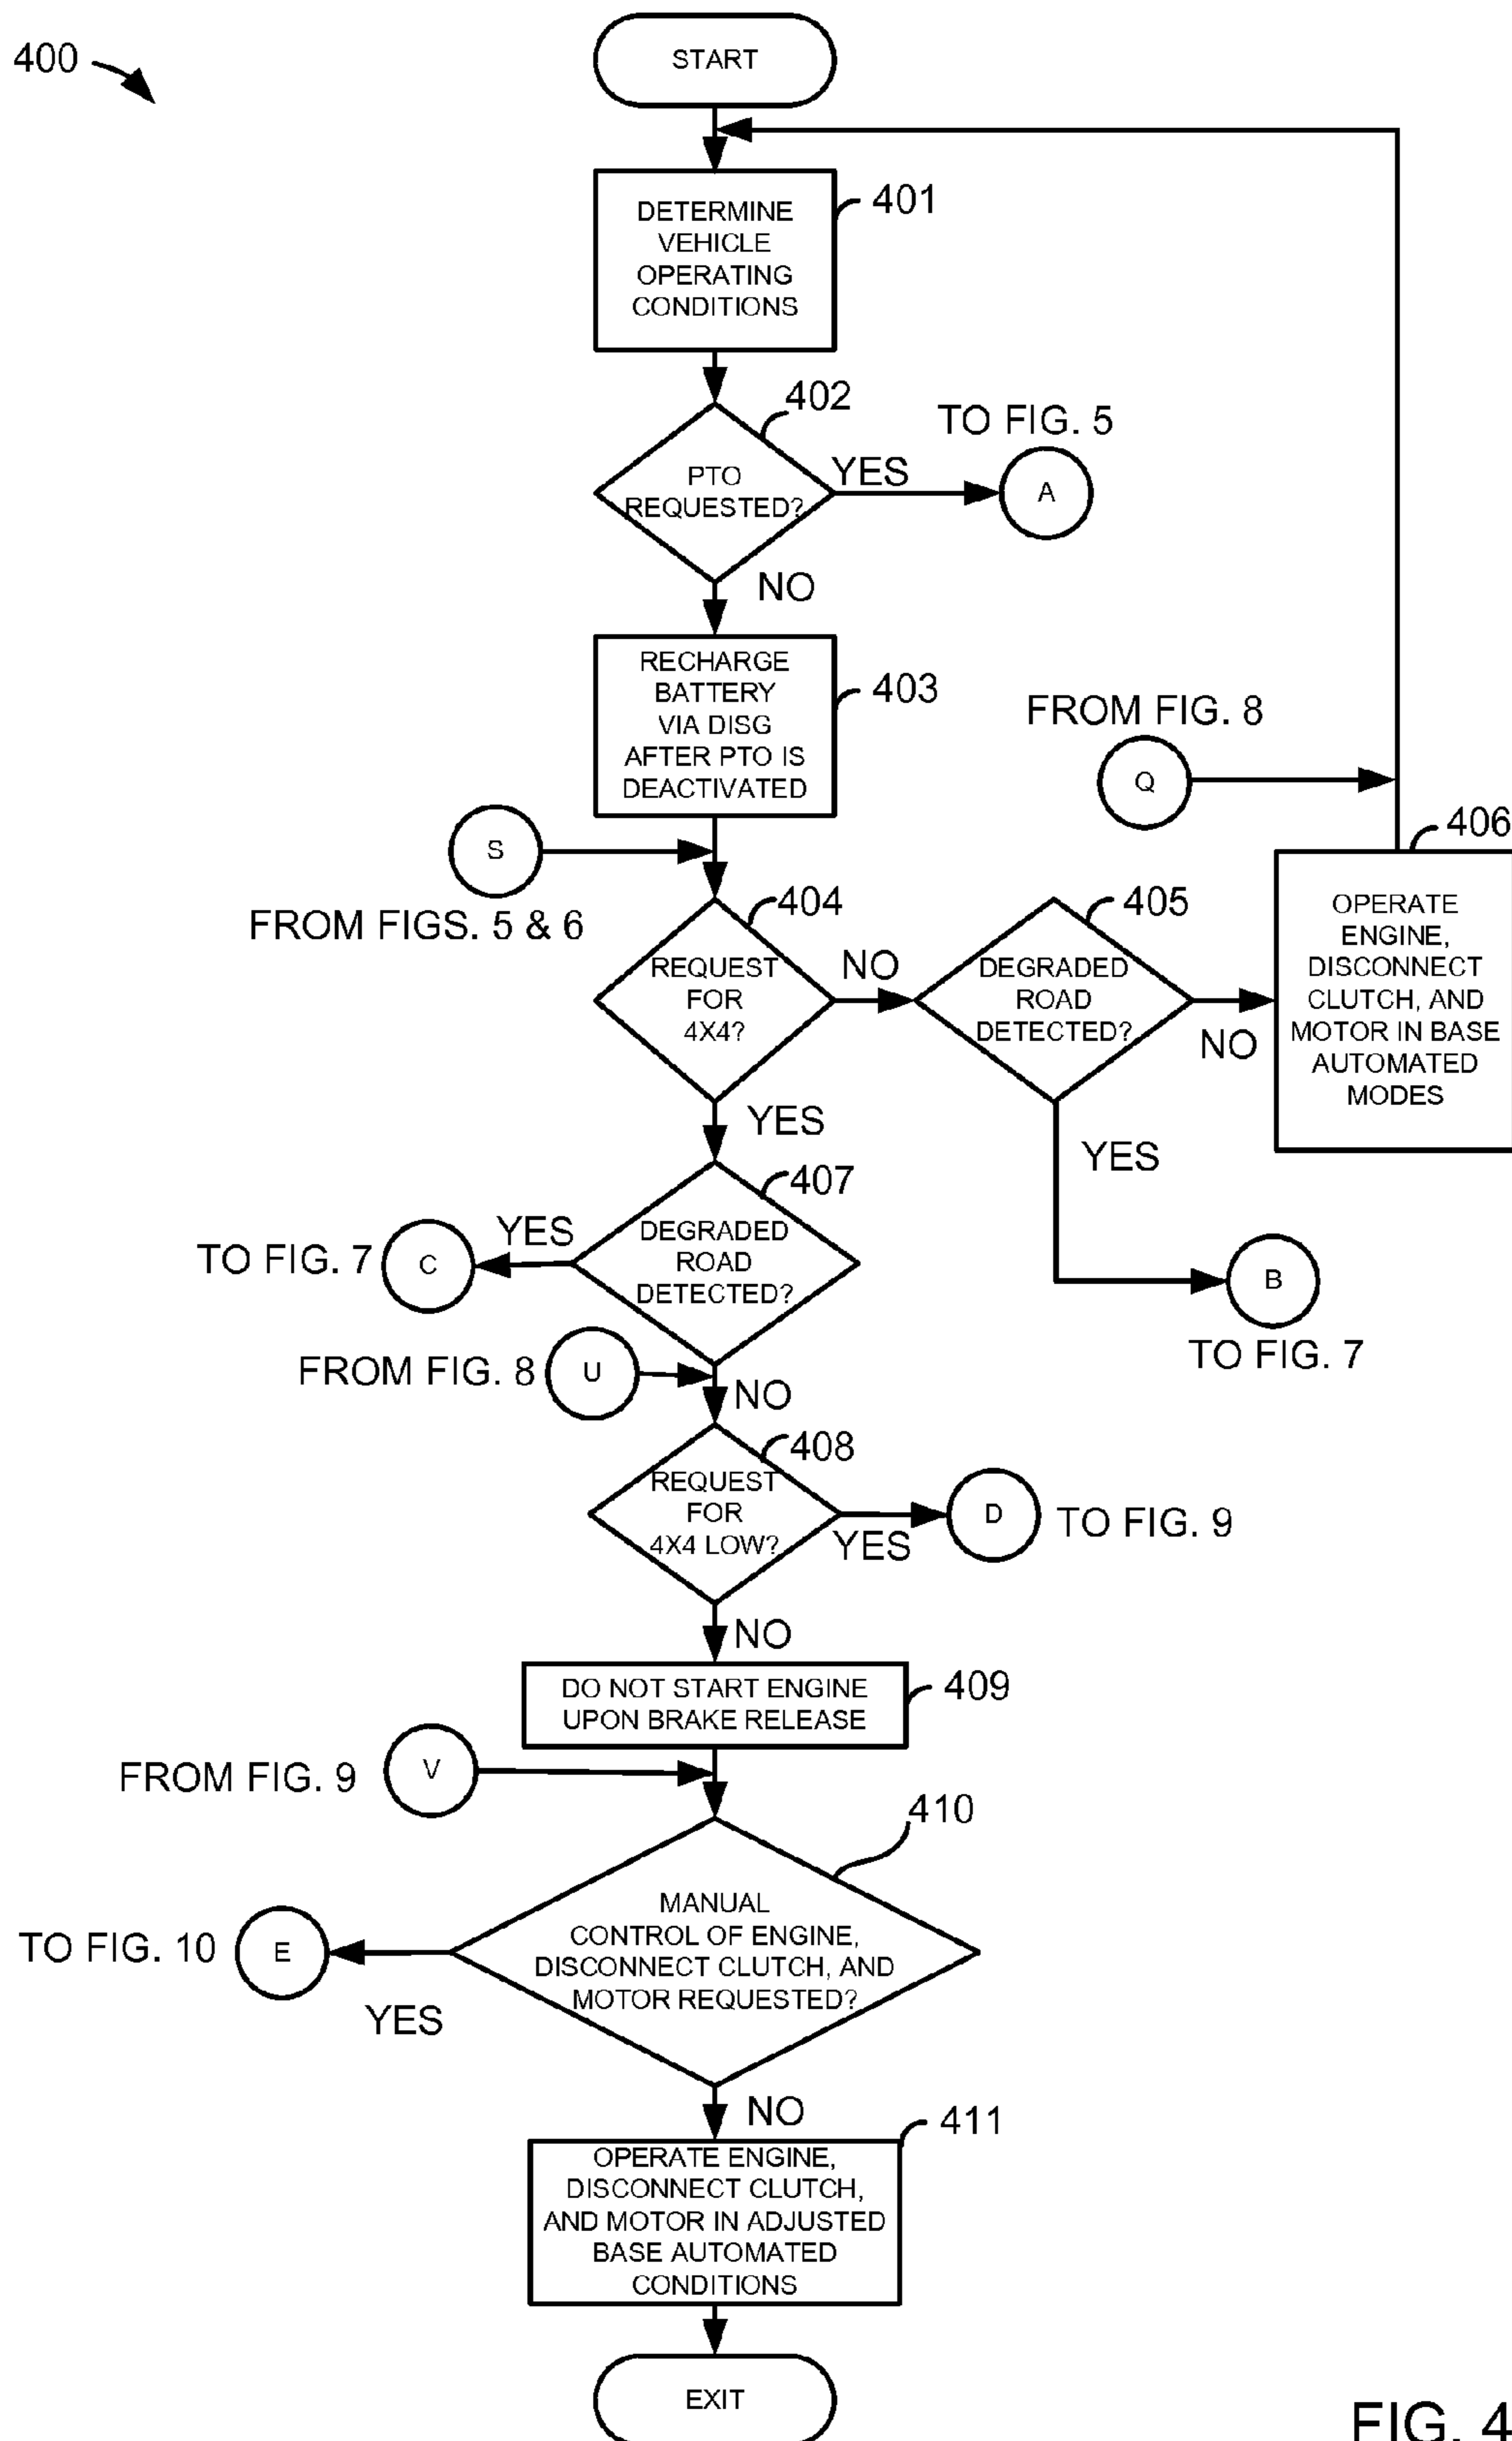 400
START
DETERMINE
VEHICLE
OPERATING
CONDITIONS
401
402
PTO
REQUESTED?
YES
TO FIG. 5
A
NO
RECHARGE
BATTERY
VIA DISG
AFTER PTO IS
DEACTIVATED
403
FROM FIG. 8
Q
S
FROM FIGS. 5 & 6
404
REQUEST
FOR
4X4?
NO
405
DEGRADED
ROAD
DETECTED?
NO
406
OPERATE
ENGINE,
DISCONNECT
CLUTCH, AND
MOTOR IN BASE
AUTOMATED
MODES
YES
YES
B
TO FIG. 7
407
DEGRADED
ROAD
DETECTED?
YES
C
TO FIG. 7
FROM FIG. 8
U
NO
408
REQUEST
FOR
4X4 LOW?
YES
D
TO FIG. 9
NO
DO NOT START ENGINE
UPON BRAKE RELEASE
409
FROM FIG. 9
V
410
MANUAL
CONTROL OF ENGINE,
DISCONNECT CLUTCH, AND
MOTOR REQUESTED?
TO FIG. 10
E
YES
NO
411
OPERATE ENGINE,
DISCONNECT CLUTCH,
AND MOTOR IN ADJUSTED
BASE AUTOMATED
CONDITIONS
EXIT
FIG. 4